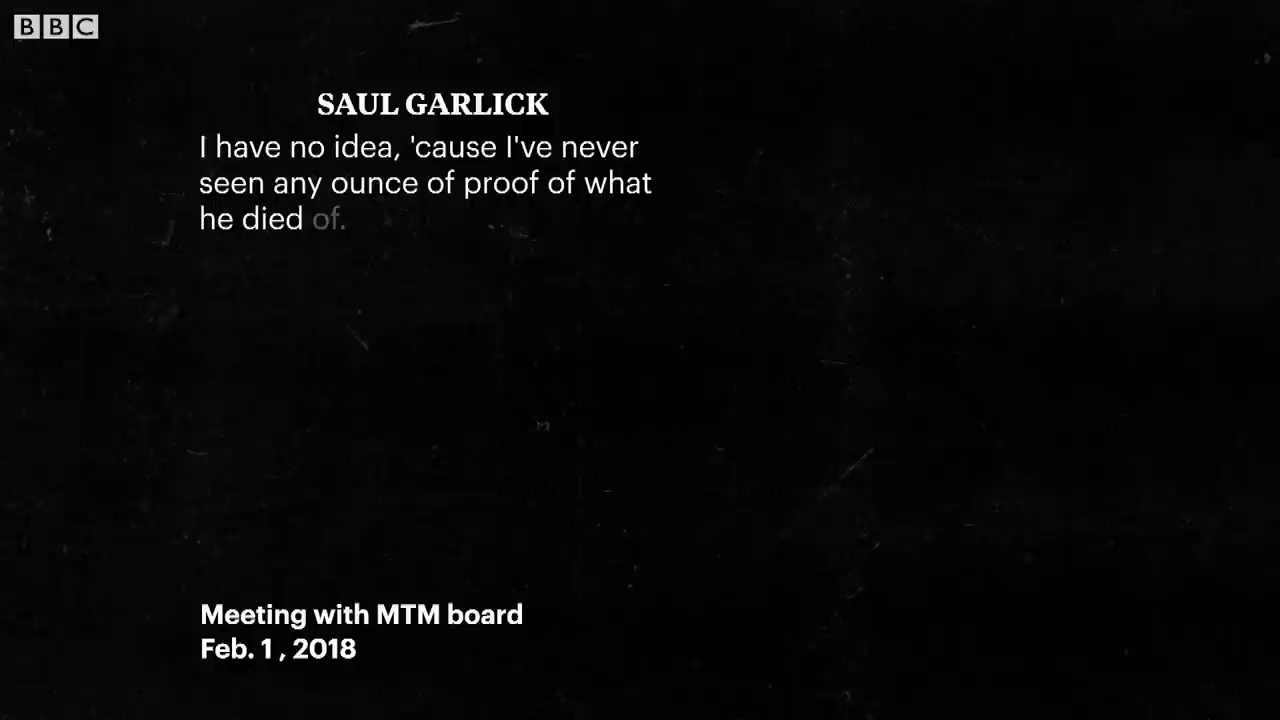 BBC
SAUL GARLICK
I have no idea, 'cause I've never
seen any ounce of proof of what
he died of.
Meeting with MTM board
Feb. 1 , 2018